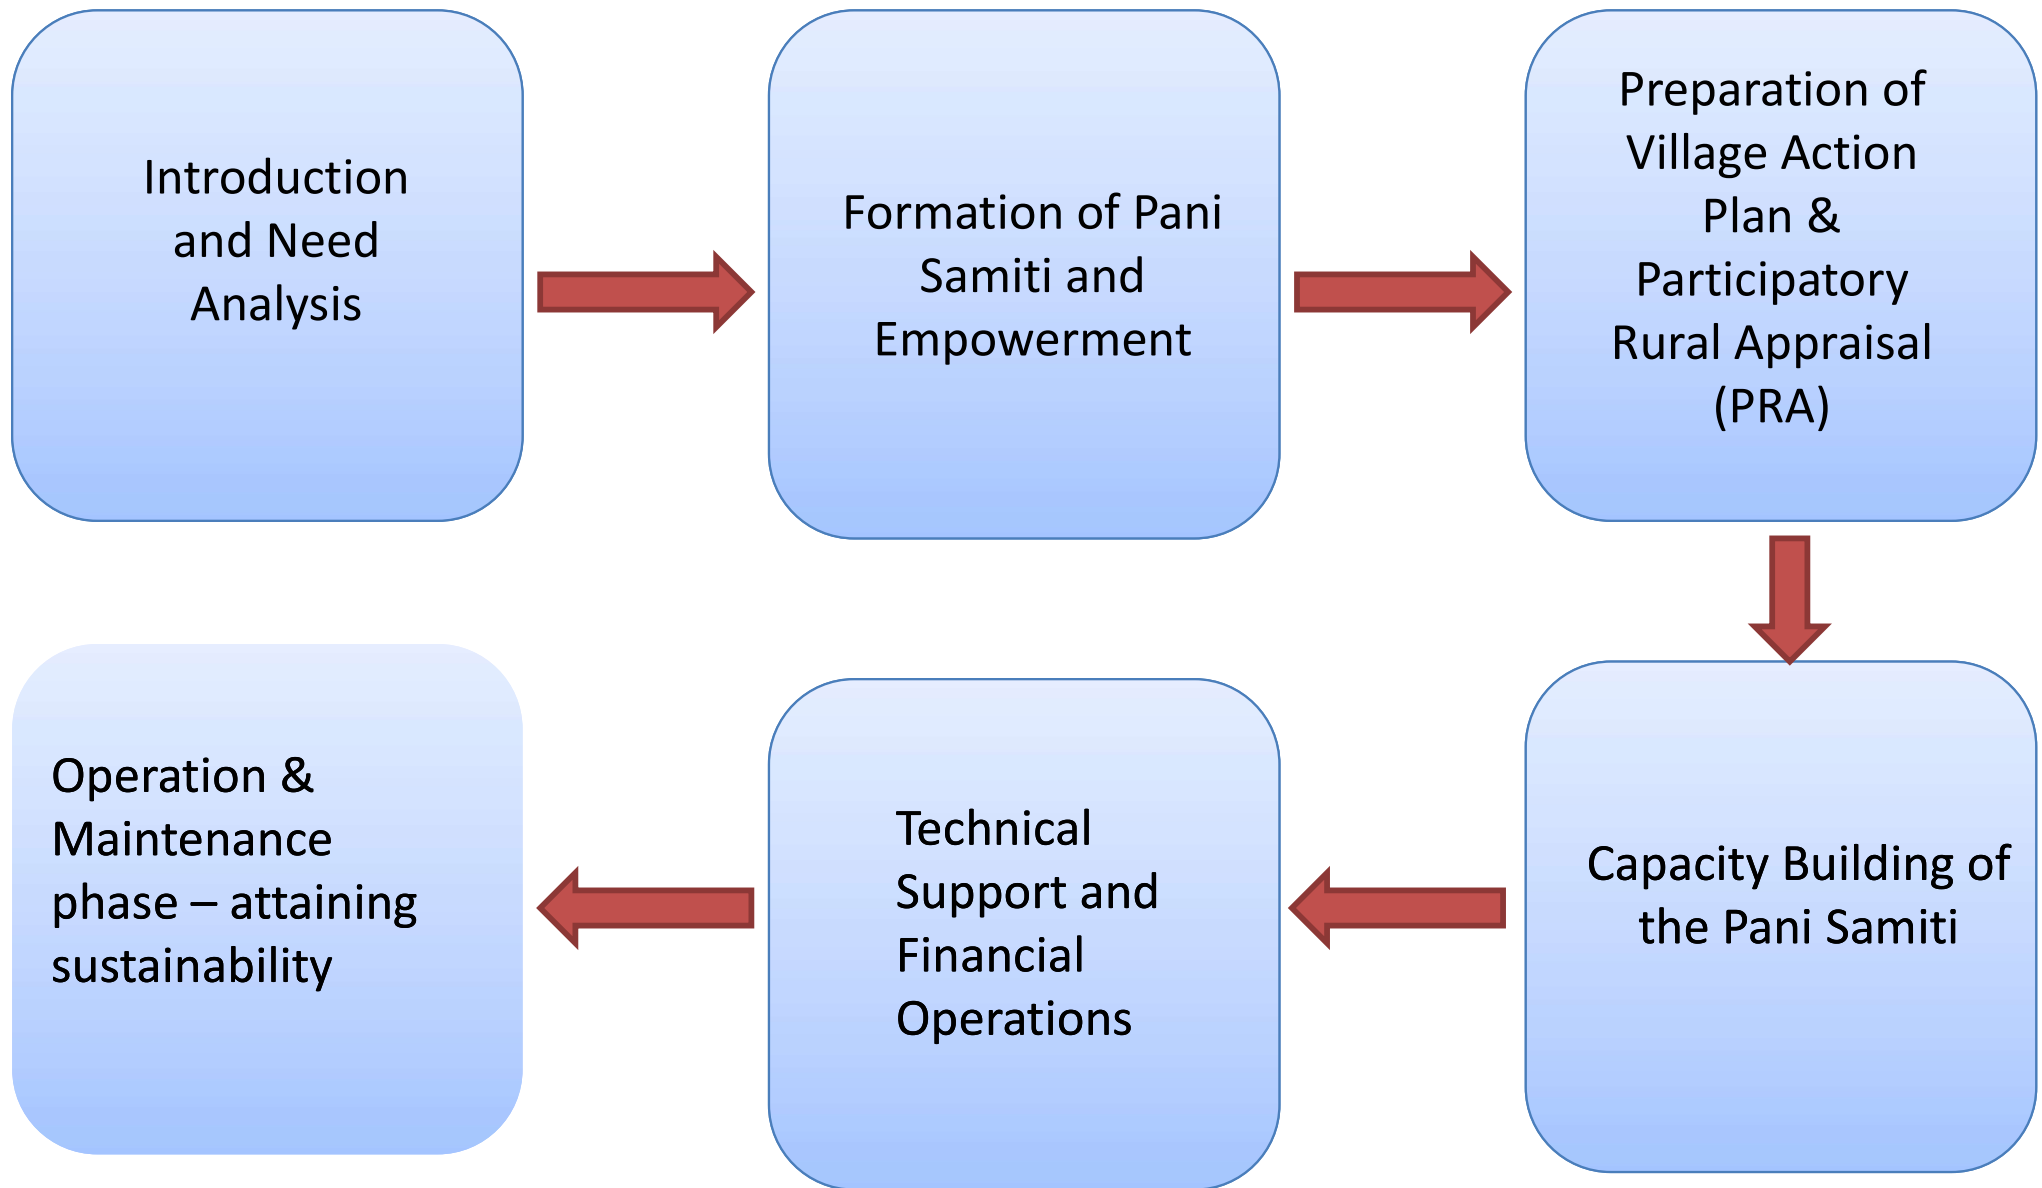 Introduction
and Need
Analysis
Formation of Pani
Samiti and
Empowerment
Preparation of
Village Action
Plan &
Participatory
Rural Appraisal
(PRA)
Capacity Building of
the Pani Samiti
Technical
Support and
Financial
Operations
Operation &
Maintenance
phase – attaining
sustainability